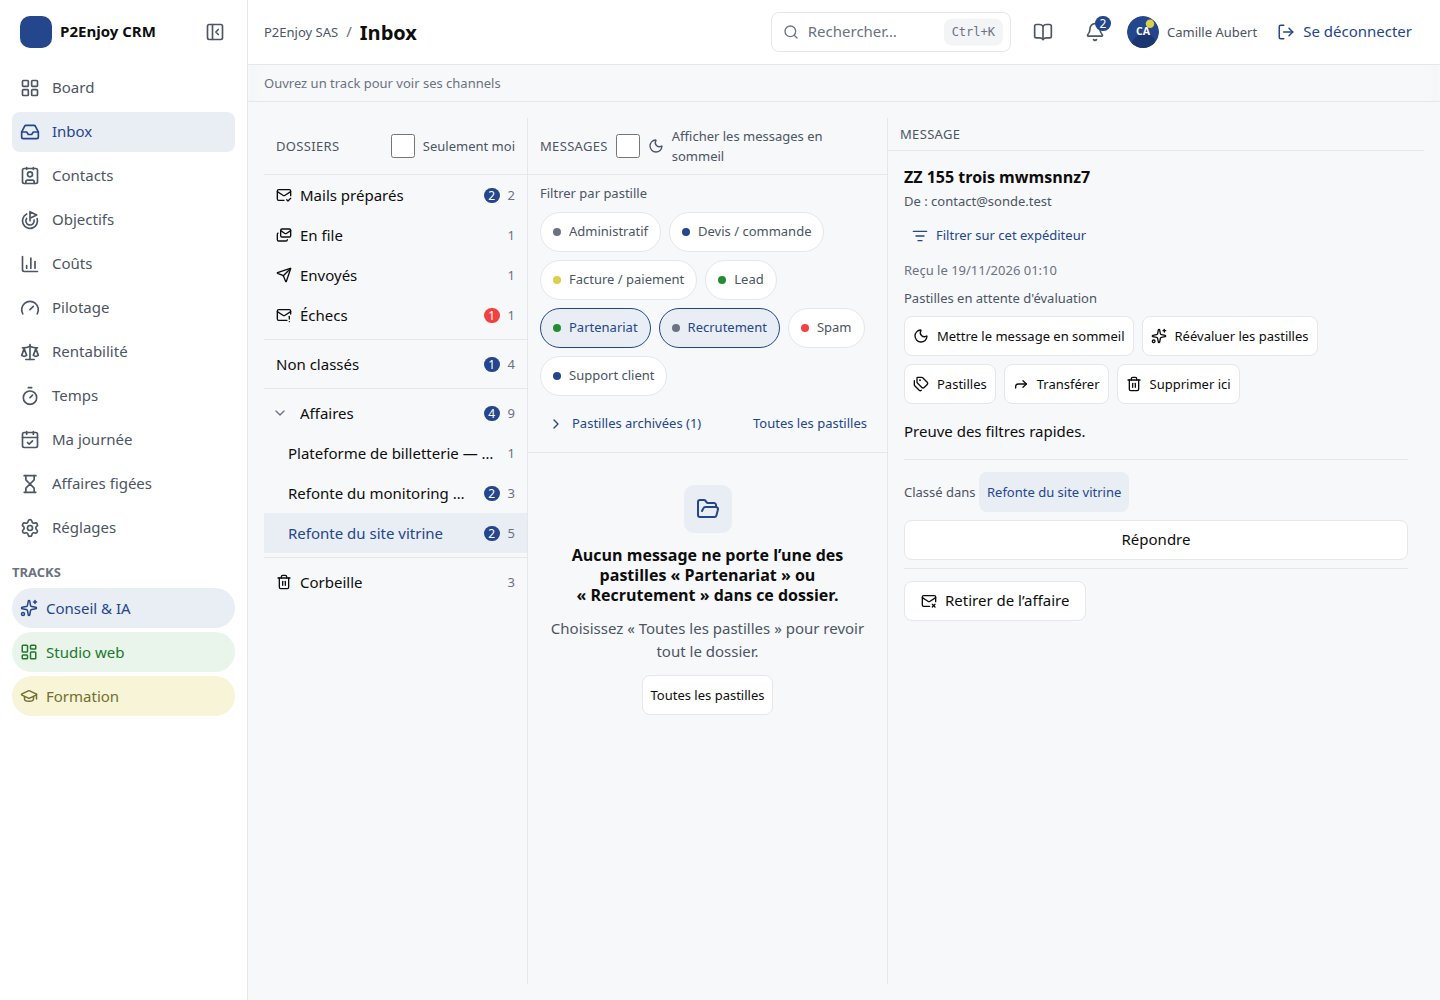 P2Enjoy CRM
Board
Inbox
Contacts
Objectifs
Coûts
Pilotage
Rentabilité
Temps
Ma journée
Affaires figées
Réglages
TRACKS
Conseil & IA
Studio web
Formation
P2Enjoy SAS / Inbox
Rechercher...
Ctrl+K
2
CA
Camille Aubert
Se déconnecter
Ouvrez un track pour voir ses channels
DOSSIERS
Seulement moi
Mails préparés 2 2
En file 1
Envoyés 1
Échecs 1 1
Non classés 1 4
Affaires 4 9
Plateforme de billetterie — ... 1
Refonte du monitoring ... 2 3
Refonte du site vitrine 2 5
Corbeille 3
MESSAGES
Afficher les messages en
sommeil
Filtrer par pastille
Administratif
Devis / commande
Facture / paiement
Lead
Partenariat
Recrutement
Spam
Support client
Pastilles archivées (1)
Toutes les pastilles
Aucun message ne porte l’une des
pastilles « Partenariat » ou
« Recrutement » dans ce dossier.
Choisissez « Toutes les pastilles » pour revoir
tout le dossier.
Toutes les pastilles
MESSAGE
ZZ 155 trois mwmsnnz7
De : contact@sonde.test
Filtrer sur cet expéditeur
Reçu le 19/11/2026 01:10
Pastilles en attente d'évaluation
Mettre le message en sommeil
Réévaluer les pastilles
Pastilles
Transférer
Supprimer ici
Preuve des filtres rapides.
Classé dans Refonte du site vitrine
Répondre
Retirer de l’affaire